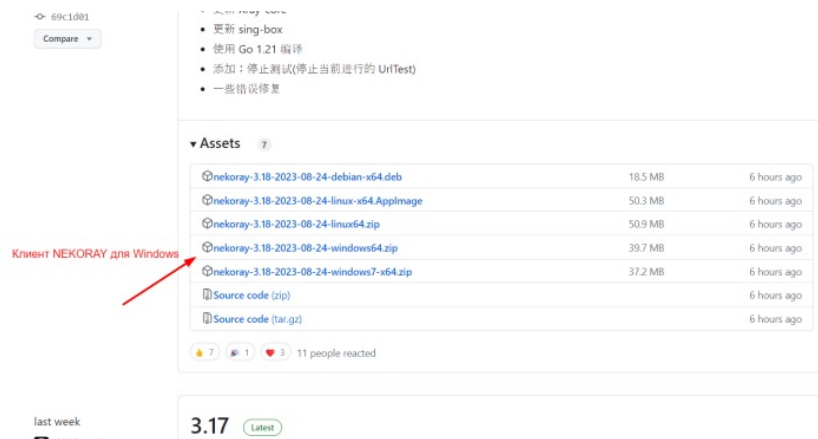 69c1d01
Compare
更新 Xray-core
更新 sing-box
使用 Go 1.21 编译
添加：停止测试(停止当前进行的 UrlTest)
一些错误修复
Assets 7
nekoray-3.18-2023-08-24-debian-x64.deb 18.5 MB 6 hours ago
nekoray-3.18-2023-08-24-linux-x64.AppImage 50.3 MB 6 hours ago
nekoray-3.18-2023-08-24-linux64.zip 50.9 MB 6 hours ago
Клиент NEKORAY для Windows
nekoray-3.18-2023-08-24-windows64.zip 39.7 MB 6 hours ago
nekoray-3.18-2023-08-24-windows7-x64.zip 37.2 MB 6 hours ago
Source code (zip) 6 hours ago
Source code (tar.gz) 6 hours ago
7 1 3 11 people reacted
last week
3.17 Latest